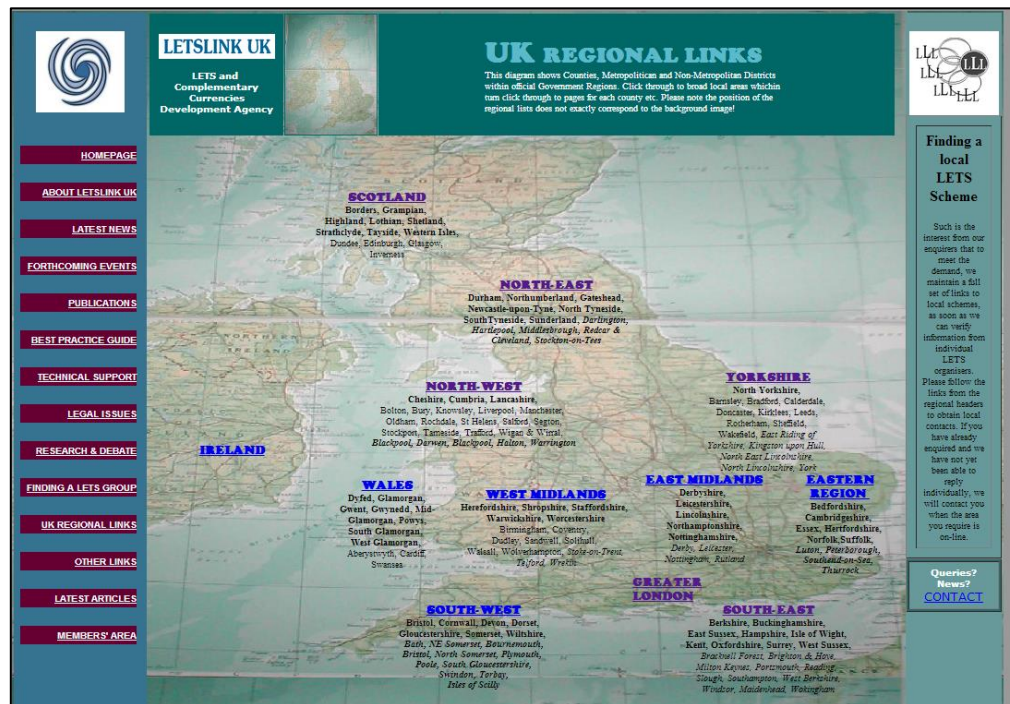 LETSLINK UK
LETS and
Complementary
Currencies
Development Agency
UK REGIONAL LINKS
This diagram shows Counties, Metropolitican and Non-Metropolitan Districts
within official Government Regions. Click through to broad local areas whichin
turn click through to pages for each county etc. Please note the position of the
regional lists does not exactly correspond to the background image!
LLL
LLL
LLL
LLL
LLL
HOMEPAGE
ABOUT LETSLINK UK
LATEST NEWS
FORTHCOMING EVENTS
PUBLICATIONS
BEST PRACTICE GUIDE
TECHNICAL SUPPORT
LEGAL ISSUES
RESEARCH & DEBATE
FINDING A LETS GROUP
UK REGIONAL LINKS
OTHER LINKS
LATEST ARTICLES
MEMBERS' AREA
SCOTLAND
Borders, Grampian,
Highland, Lothian, Shetland,
Strathclyde, Tayside, Western Isles,
Dundee, Edinburgh, Glasgow,
Inverness
NORTH-EAST
Durham, Northumberland, Gateshead,
Newcastle-upon-Tyne, North Tyneside,
SouthTyneside, Sunderland, Darlington,
Hartlepool, Middlesbrough, Redcar &
Cleveland, Stockton-on-Tees
NORTH-WEST
Cheshire, Cumbria, Lancashire,
Bolton, Bury, Knowsley, Liverpool, Manchester,
Oldham, Rochdale, St Helens, Salford, Segton,
Stockport, Tameside, Trafford, Wigan & Wirral,
Blackpool, Darwen, Blackpool, Halton, Warrington
YORKSHIRE
North Yorkshire,
Barnsley, Bradford, Calderdale,
Doncaster, Kirklees, Leeds,
Rotherham, Sheffield,
Wakefield, East Riding of
Yorkshire, Kingston upon Hull,
North East Lincolnshire,
North Lincolnshire, York
IRELAND
WALES
Dyfed, Glamorgan,
Gwent, Gwynedd, Mid-
Glamorgan, Powys,
South Glamorgan,
West Glamorgan,
Aberystwyth, Cardiff,
Swansea
WEST MIDLANDS
Herefordshire, Shropshire, Staffordshire,
Warwickshire, Worcestershire
Birmingham, Coventry,
Dudley, Sandwell, Solihull,
Walsall, Wolverhampton, Stoke-on-Trent,
Telford, Wrekin
EAST MIDLANDS
Derbyshire,
Leicestershire,
Lincolnshire,
Northamptonshire,
Nottinghamshire,
Derby, Leicester,
Nottingham, Rutland
EASTERN
REGION
Bedfordshire,
Cambridgeshire,
Essex, Hertfordshire,
Norfolk,Suffolk,
Luton, Peterborough,
Southend-on-Sea,
Thurrock
GREATER
LONDON
SOUTH-WEST
Bristol, Cornwall, Devon, Dorset,
Gloucestershire, Somerset, Wiltshire,
Bath, NE Somerset, Bournemouth,
Bristol, North Somerset, Plymouth,
Poole, South Gloucestershire,
Swindon, Torbay,
Isles of Scilly
SOUTH-EAST
Berkshire, Buckinghamshire,
East Sussex, Hampshire, Isle of Wight,
Kent, Oxfordshire, Surrey, West Sussex,
Bracknell Forest, Brighton & Hove,
Milton Keynes, Portsmouth, Reading,
Slough, Southampton, West Berkshire,
Windsor, Maidenhead, Wokingham
Finding a
local
LETS
Scheme
Such is the
interest from our
enquirers that to
meet the
demand, we
maintain a full
set of links to
local schemes,
as soon as we
can verify
information from
individual
LETS
organisers.
Please follow the
links from the
regional headers
to obtain local
contacts. If you
have already
enquired and we
have not yet
been able to
reply
individually, we
will contact you
when the area
you require is
on-line.
Queries?
News?
CONTACT